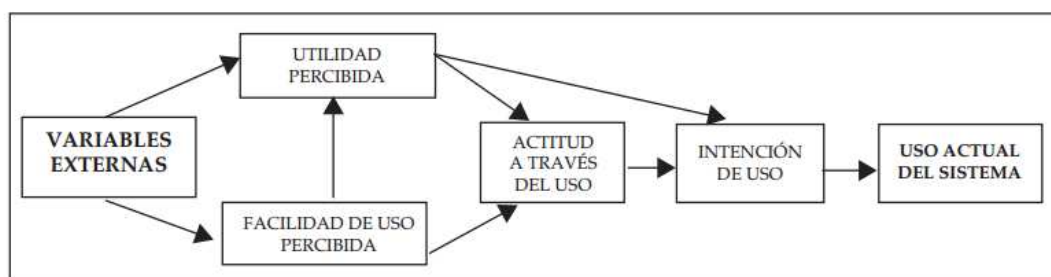 UTILIDAD
PERCIBIDA
VARIABLES
EXTERNAS
FACILIDAD DE USO
PERCIBIDA
ACTITUD
A TRAVÉS
DEL USO
INTENCIÓN
DE USO
USO ACTUAL
DEL SISTEMA